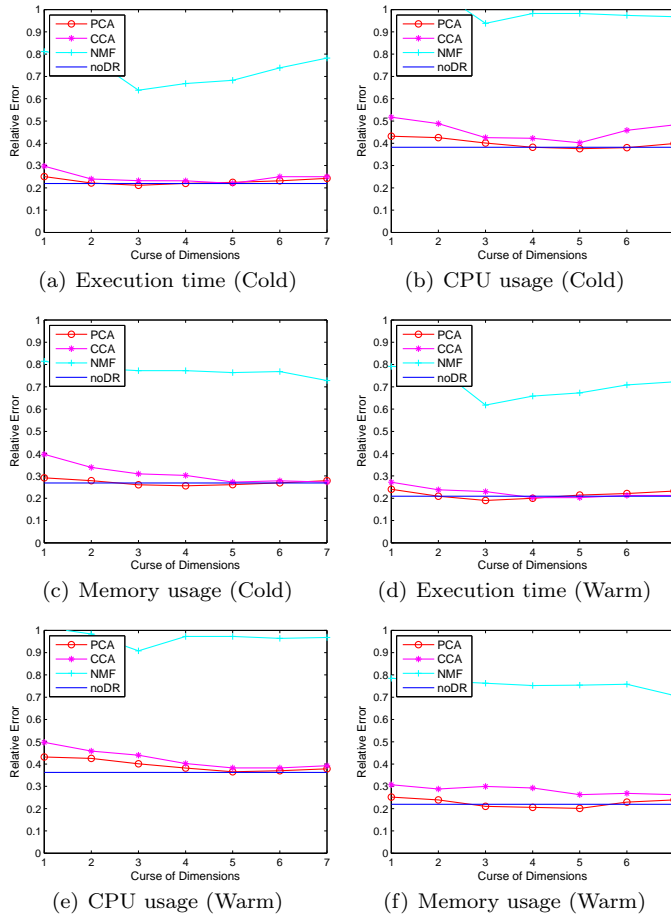 1
0.9
0.8
0.7
0.6
0.5
0.4
0.3
0.2
0.1
0
Relative Error
PCA
CCA
NMF
noDR
1 2 3 4 5 6 7
Curse of Dimensions
(a) Execution time (Cold)
1
0.9
0.8
0.7
0.6
0.5
0.4
0.3
0.2
0.1
0
Relative Error
PCA
CCA
NMF
noDR
1 2 3 4 5 6
Curse of Dimensions
(b) CPU usage (Cold)
1
0.9
0.8
0.7
0.6
0.5
0.4
0.3
0.2
0.1
0
Relative Error
PCA
CCA
NMF
noDR
1 2 3 4 5 6 7
Curse of Dimensions
(c) Memory usage (Cold)
1
0.9
0.8
0.7
0.6
0.5
0.4
0.3
0.2
0.1
0
Relative Error
PCA
CCA
NMF
noDR
1 2 3 4 5 6
Curse of Dimensions
(d) Execution time (Warm)
1
0.9
0.8
0.7
0.6
0.5
0.4
0.3
0.2
0.1
0
Relative Error
PCA
CCA
NMF
noDR
1 2 3 4 5 6 7
Curse of Dimensions
(e) CPU usage (Warm)
1
0.9
0.8
0.7
0.6
0.5
0.4
0.3
0.2
0.1
0
Relative Error
PCA
CCA
NMF
noDR
1 2 3 4 5 6
Curse of Dimensions
(f) Memory usage (Warm)